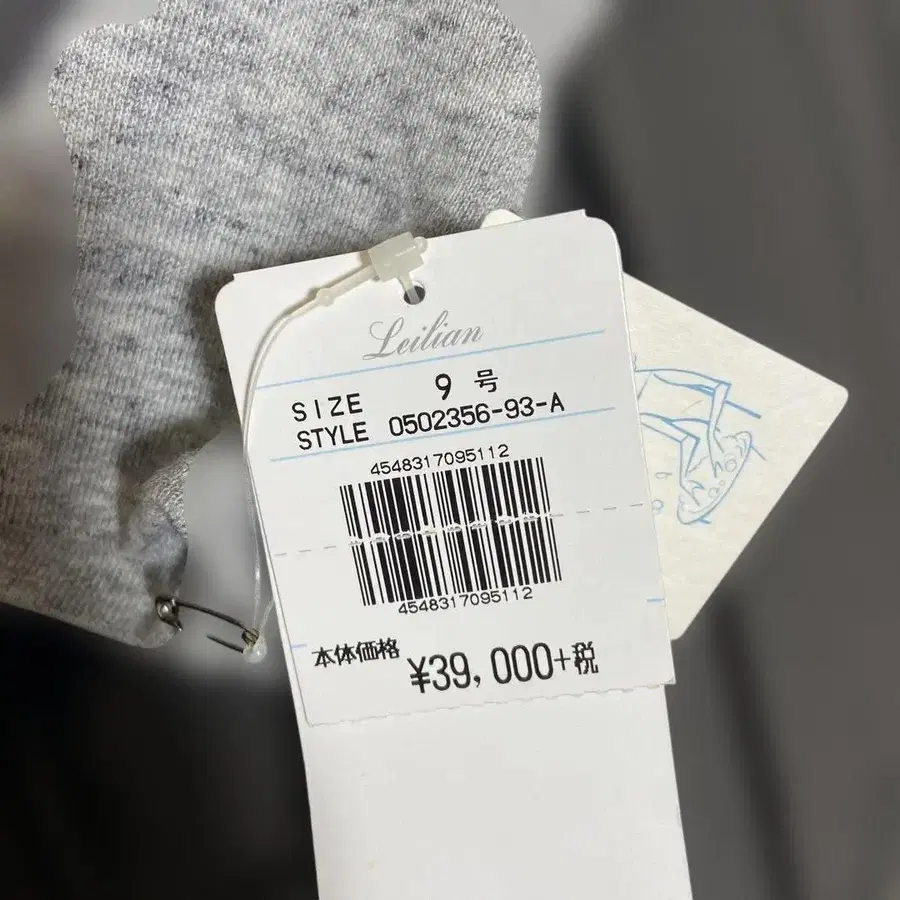 Leilian
SIZE 9 号
STYLE 0502356-93-A
4548317095112
4548317095112
本体価格 ¥39,000+税